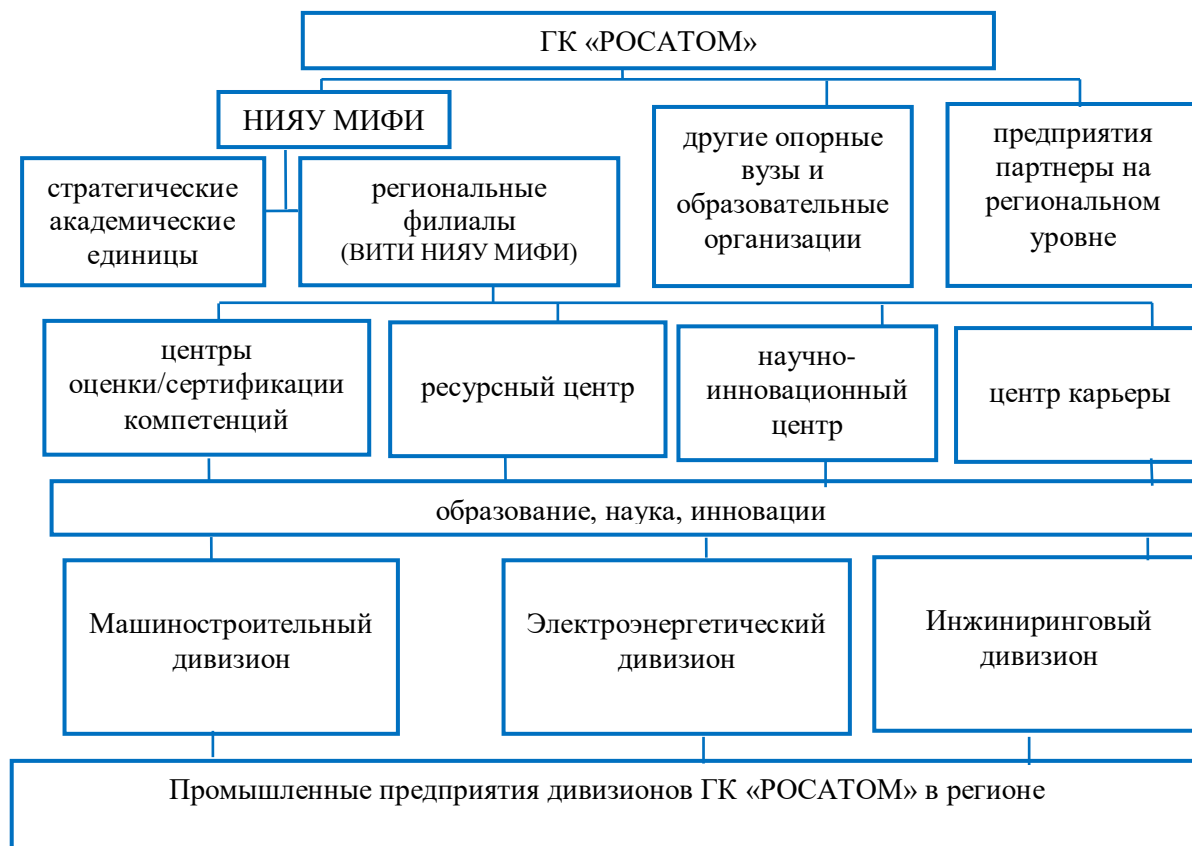 ГК «РОСАТОМ»
НИЯУ МИФИ
другие опорные
вузы и
образовательные
организации
предприятия
партнеры на
региональном
уровне
стратегические
академические
единицы
региональные
филиалы
(ВИТИ НИЯУ МИФИ)
центры
оценки/сертификации
компетенций
ресурсный центр
научно-
инновационный
центр
центр карьеры
образование, наука, инновации
Машиностроительный
дивизион
Электроэнергетический
дивизион
Инжиниринговый
дивизион
Промышленные предприятия дивизионов ГК «РОСАТОМ» в регионе